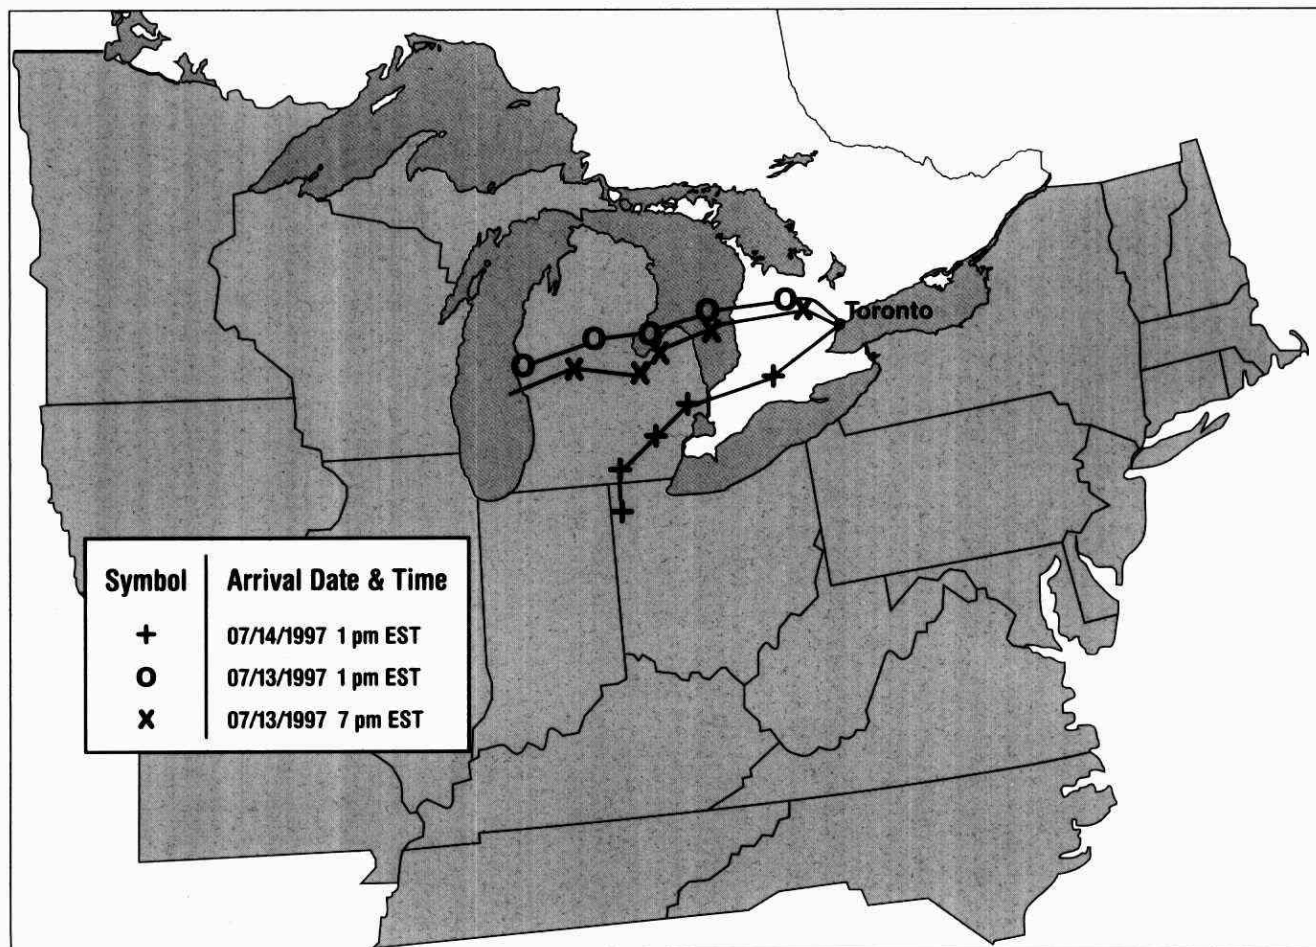 Toronto
Symbol Arrival Date & Time
+ 07/14/1997 1 pm EST
O 07/13/1997 1 pm EST
X 07/13/1997 7 pm EST